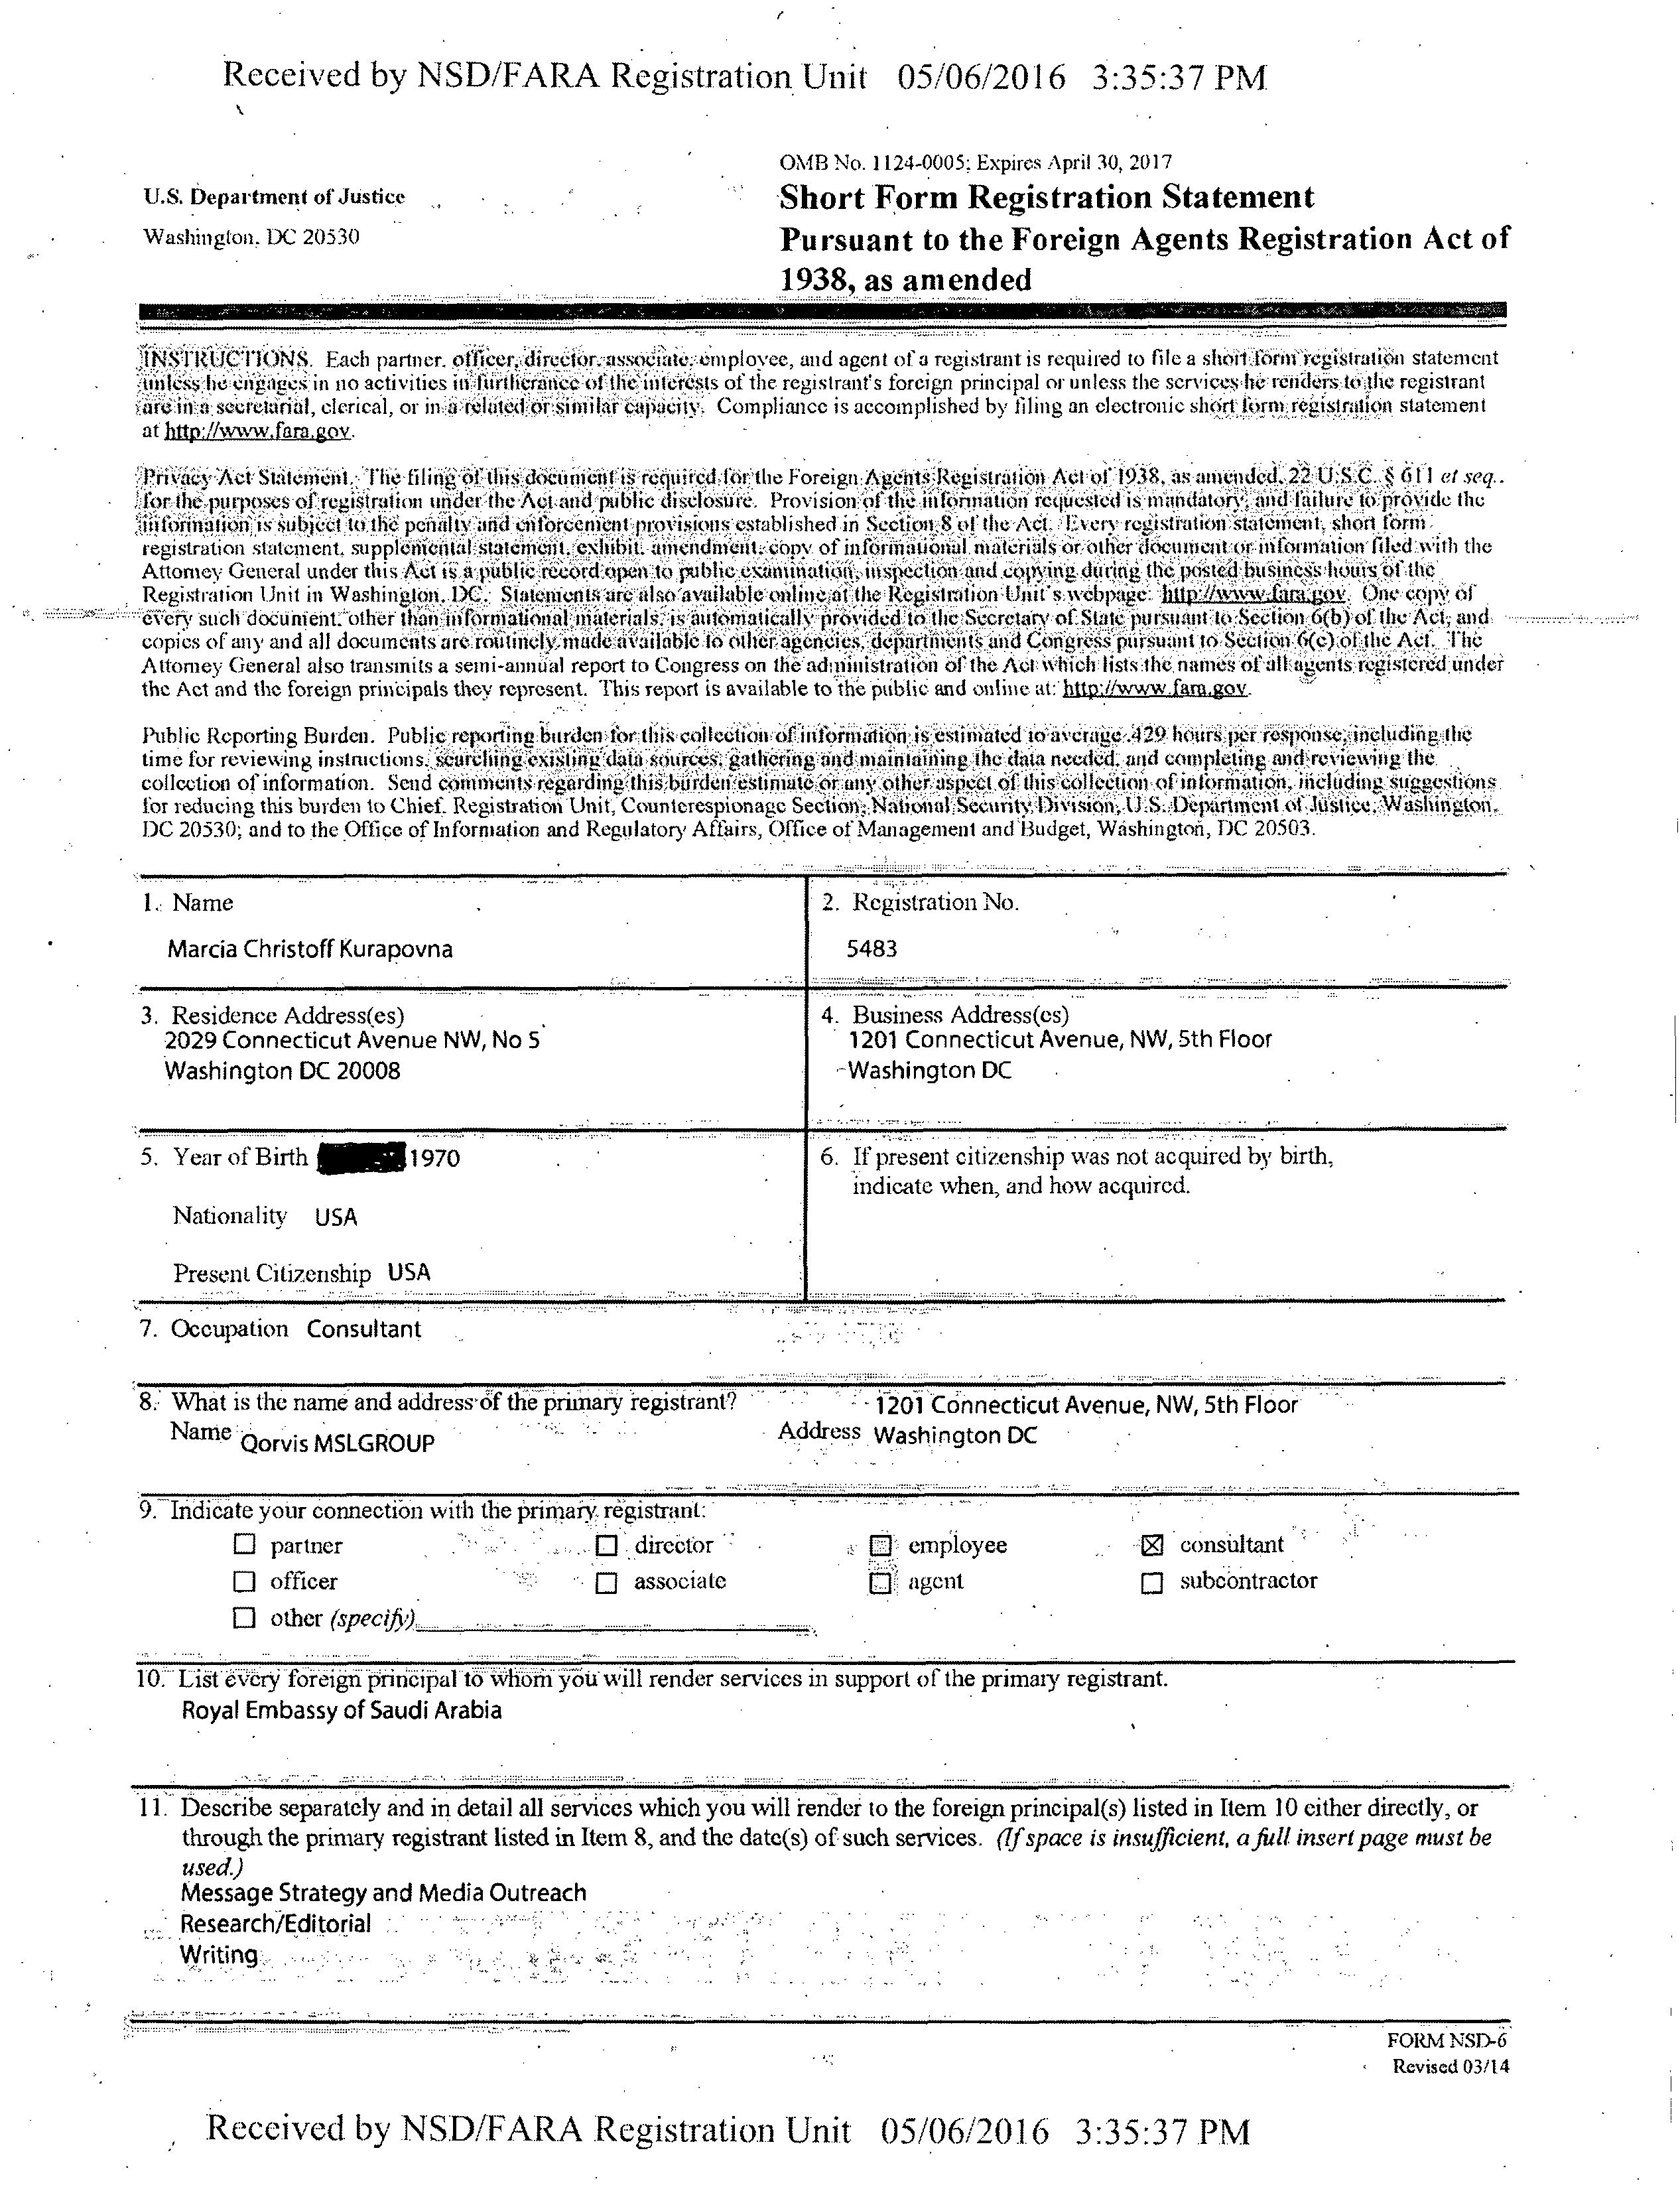 Received by NSD/FARA Registration Unit 05/06/2016 3:35:37 PM
OMB No. 1124-0005; Expires April 30, 2017
U.S. Department of Justice
Washington, DC 20530
Short Form Registration Statement
Pursuant to the Foreign Agents Registration Act of
1938, as amended
INSTRUCTIONS. Each partner, officer, director, associate, employee, and agent of a registrant is required to file a short form registration statement
unless he engages in no activities in furtherance of the interests of the registrant's foreign principal or unless the services he renders to the registrant
are in a secretarial, clerical, or in a related or similar capacity. Compliance is accomplished by filing an electronic short form registration statement
at http://www.fara.gov.
Privacy Act Statement. The filing of this document is required for the Foreign Agents Registration Act of 1938, as amended, 22 U.S.C. § 611 et seq.,
for the purposes of registration under the Act and public disclosure. Provision of the information requested is mandatory, and failure to provide the
information is subject to the penalty and enforcement provisions established in Section 8 of the Act. Every registration statement, short form
registration statement, supplemental statement, exhibit, amendment, copy of informational materials or other document or information filed with the
Attorney General under this Act is a public record open to public examination, inspection and copying during the posted business hours of the
Registration Unit in Washington, DC. Statements are also available online at the Registration Unit's webpage: http://www.fara.gov. One copy of
every such document, other than informational materials, is automatically provided to the Secretary of State pursuant to Section 6(b) of the Act, and
copies of any and all documents are routinely made available to other agencies, departments and Congress pursuant to Section 6(c) of the Act. The
Attorney General also transmits a semi-annual report to Congress on the administration of the Act which lists the names of all agents registered under
the Act and the foreign principals they represent. This report is available to the public and online at: http://www.fara.gov.
Public Reporting Burden. Public reporting burden for this collection of information is estimated to average .429 hours per response, including the
time for reviewing instructions, searching existing data sources, gathering and maintaining the data needed, and completing and reviewing the
collection of information. Send comments regarding this burden estimate or any other aspect of this collection of information, including suggestions
for reducing this burden to Chief, Registration Unit, Counterespionage Section, National Security Division, U.S. Department of Justice, Washington,
DC 20530; and to the Office of Information and Regulatory Affairs, Office of Management and Budget, Washington, DC 20503.
1. Name
Marcia Christoff Kurapovna
2. Registration No.
5483
3. Residence Address(es)
2029 Connecticut Avenue NW, No 5
Washington DC 20008
4. Business Address(es)
1201 Connecticut Avenue, NW, 5th Floor
Washington DC
5. Year of Birth 1970
Nationality USA
Present Citizenship USA
6. If present citizenship was not acquired by birth,
indicate when, and how acquired.
7. Occupation Consultant
8. What is the name and address of the primary registrant?
Name Qorvis MSLGROUP
1201 Connecticut Avenue, NW, 5th Floor
Address Washington DC
9. Indicate your connection with the primary registrant:
☐ partner ☐ director ☐ employee ☒ consultant
☐ officer ☐ associate ☐ agent ☐ subcontractor
☐ other (specify)
10. List every foreign principal to whom you will render services in support of the primary registrant.
Royal Embassy of Saudi Arabia
11. Describe separately and in detail all services which you will render to the foreign principal(s) listed in Item 10 either directly, or
through the primary registrant listed in Item 8, and the date(s) of such services. (If space is insufficient, a full insert page must be
used.)
Message Strategy and Media Outreach
Research/Editorial
Writing
FORM NSD-6
Revised 03/14
Received by NSD/FARA Registration Unit 05/06/2016 3:35:37 PM